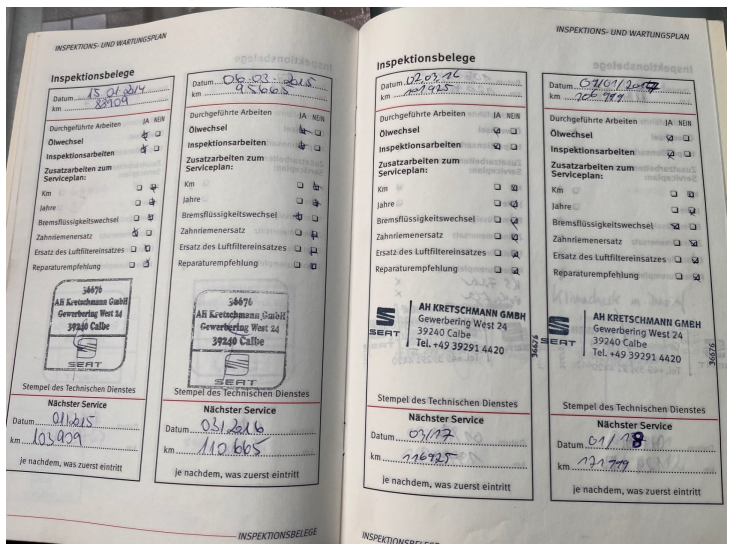 INSPEKTIONS- UND WARTUNGSPLAN
Inspektionsbelege
Datum 15.01.2014
km 83909
Durchgeführte Arbeiten JA NEIN
Ölwechsel
Inspektionsarbeiten
Zusatzarbeiten zum
Serviceplan:
Km
Jahre
Bremsflüssigkeitswechsel
Zahnriemenersatz
Ersatz des Luftfiltereinsatzes
Reparaturempfehlung
36676
AH Kretschmann GmbH
Gewerbering West 24
39240 Calbe
SEAT
Stempel des Technischen Dienstes
Nächster Service
Datum 01/2015
km 103909
je nachdem, was zuerst eintritt
Datum 06.03.2015
km 95665
Durchgeführte Arbeiten JA NEIN
Ölwechsel
Inspektionsarbeiten
Zusatzarbeiten zum
Serviceplan:
Km
Jahre
Bremsflüssigkeitswechsel
Zahnriemenersatz
Ersatz des Luftfiltereinsatzes
Reparaturempfehlung
36676
AH Kretschmann GmbH
Gewerbering West 24
39240 Calbe
SEAT
Stempel des Technischen Dienstes
Nächster Service
Datum 03/2016
km 110665
je nachdem, was zuerst eintritt
INSPEKTIONSBELEGE
INSPEKTIONS- UND WARTUNGSPLAN
Inspektionsbelege
Datum 02.03.16
km 101925
Durchgeführte Arbeiten JA NEIN
Ölwechsel
Inspektionsarbeiten
Zusatzarbeiten zum
Serviceplan:
Km
Jahre
Bremsflüssigkeitswechsel
Zahnriemenersatz
Ersatz des Luftfiltereinsatzes
Reparaturempfehlung
SEAT
AH KRETSCHMANN GMBH
Gewerbering West 24
39240 Calbe
Tel. +49 39291 4420
36676
Stempel des Technischen Dienstes
Nächster Service
Datum 03/17
km 116925
je nachdem, was zuerst eintritt
Datum
km
Durchgeführte Arbeiten JA NEIN
Ölwechsel
Inspektionsarbeiten
Zusatzarbeiten zum
Serviceplan:
Km
Jahre
Bremsflüssigkeitswechsel
Zahnriemenersatz
Ersatz des Luftfiltereinsatzes
Reparaturempfehlung
SEAT
AH KRETSCHMANN GMBH
Gewerbering West 24
39240 Calbe
Tel. +49 39291 4420
36676
Stempel des Technischen Dienstes
Nächster Service
Datum 01/18
km
je nachdem, was zuerst eintritt
INSPEKTIONSBELEGE